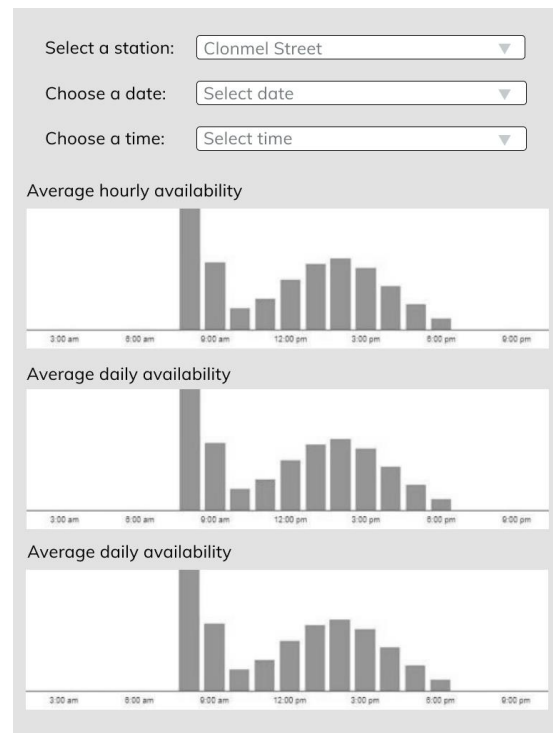 Select a station: Clonmel Street
Choose a date: Select date
Choose a time: Select time
Average hourly availability
3:00 am 6:00 am 9:00 am 12:00 pm 3:00 pm 6:00 pm 9:00 pm
Average daily availability
3:00 am 6:00 am 9:00 am 12:00 pm 3:00 pm 6:00 pm 9:00 pm
Average daily availability
3:00 am 6:00 am 9:00 am 12:00 pm 3:00 pm 6:00 pm 9:00 pm